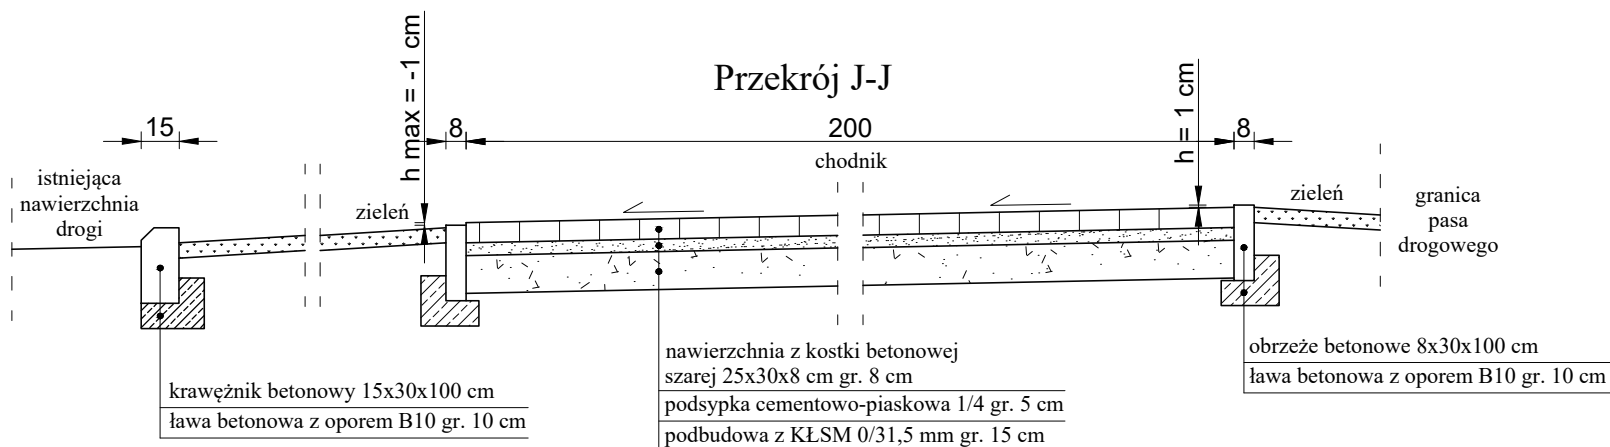 Przekrój J-J
h max = -1 cm
h = 1 cm
15
8
200
8
chodnik
istniejąca
nawierzchnia
drogi
zieleń
zieleń
granica
pasa
drogowego
krawężnik betonowy 15x30x100 cm
ława betonowa z oporem B10 gr. 10 cm
nawierzchnia z kostki betonowej
szarej 25x30x8 cm gr. 8 cm
podsypka cementowo-piaskowa 1/4 gr. 5 cm
podbudowa z KŁSM 0/31,5 mm gr. 15 cm
obrzeże betonowe 8x30x100 cm
ława betonowa z oporem B10 gr. 10 cm